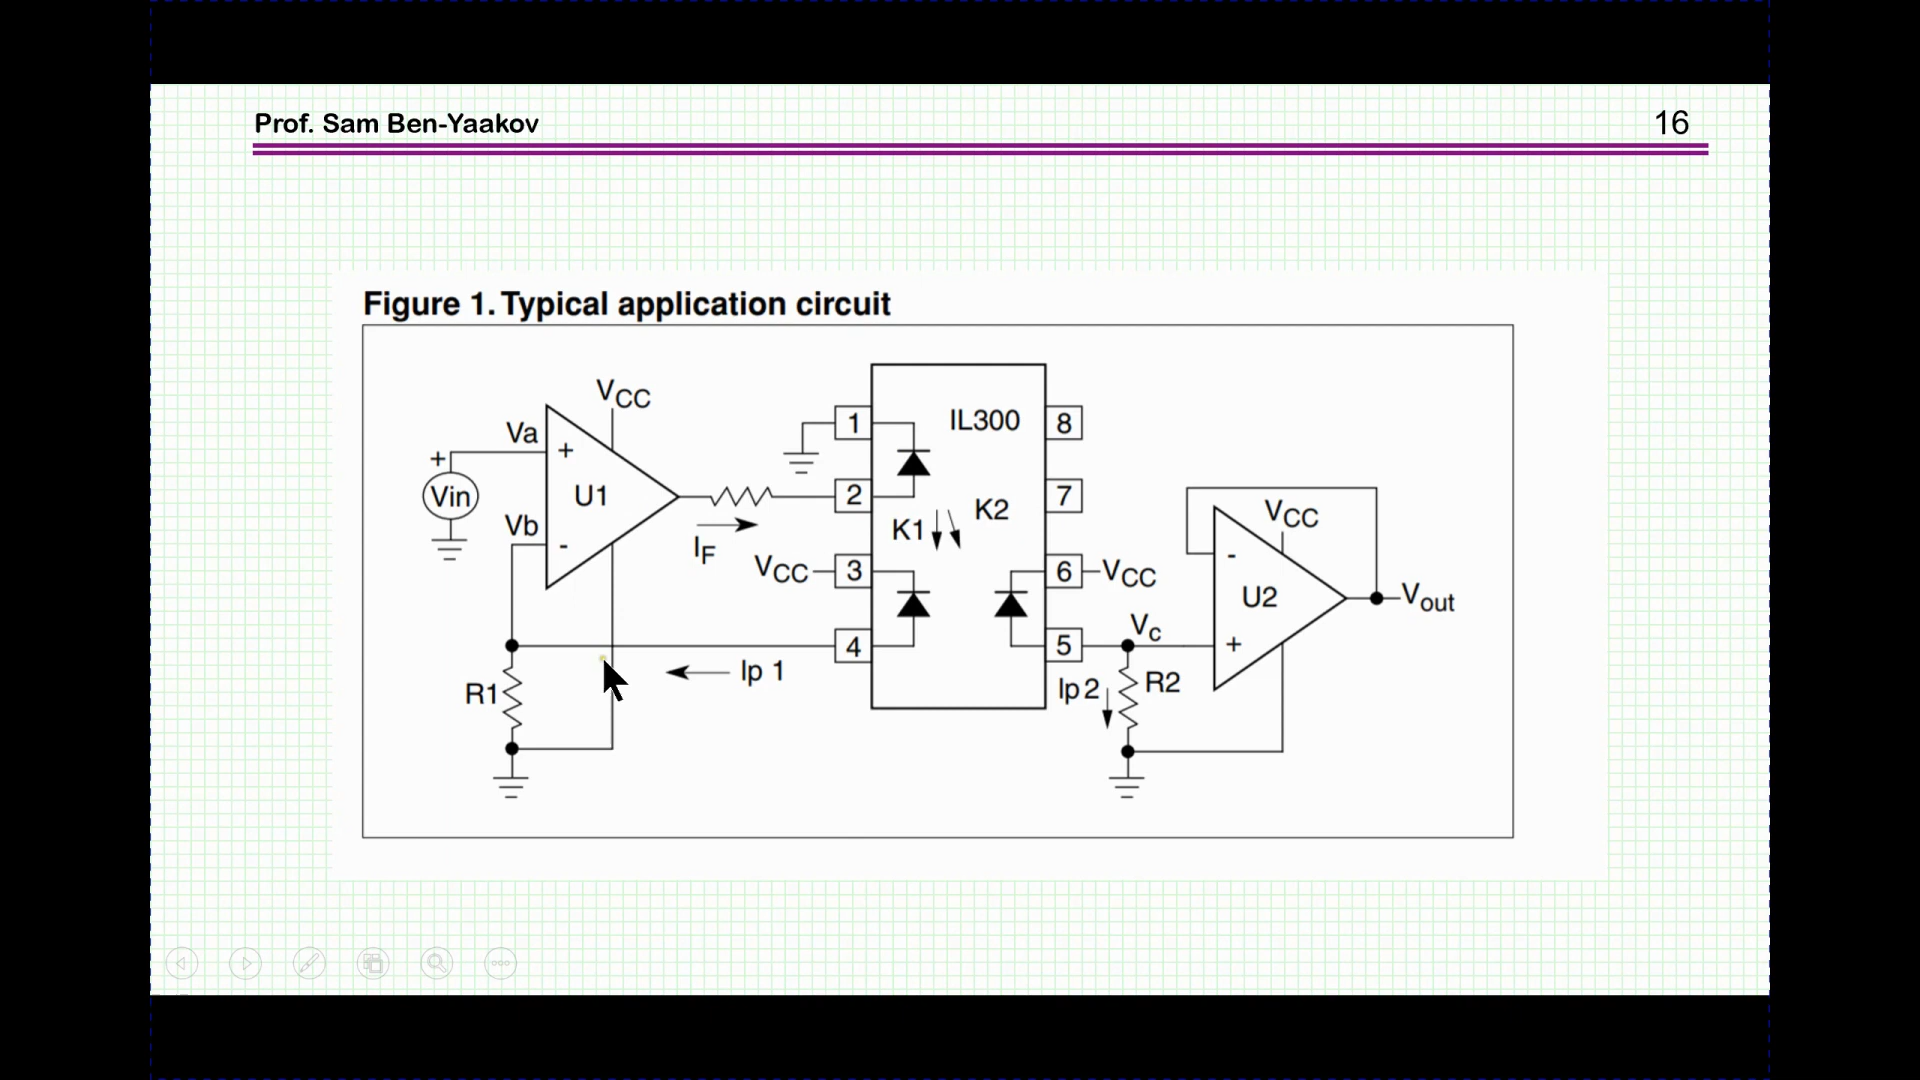 Prof. Sam Ben-Yaakov
16
Figure 1. Typical application circuit
VCC
Va
+
+
Vin
U1
Vb
-
IF
R1
Ip 1
1
2
VCC
3
4
IL300
K1
K2
8
7
6
VCC
5
Vc
Ip 2
R2
VCC
-
U2
+
Vout